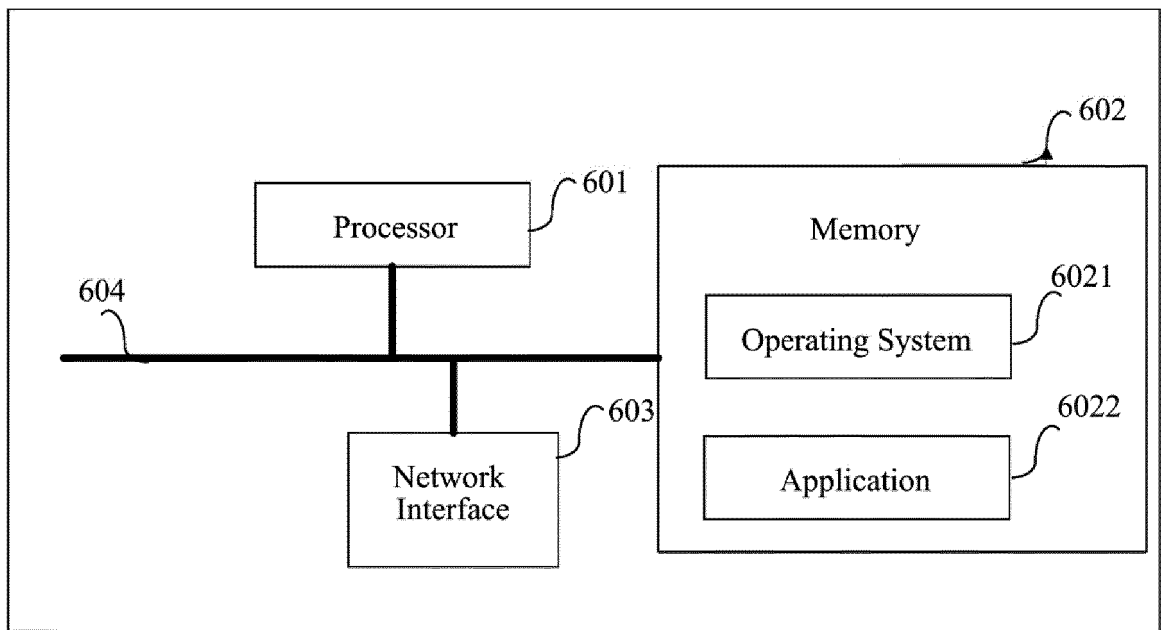 602
601
Processor
Memory
604
6021
Operating System
603
6022
Network
Interface
Application